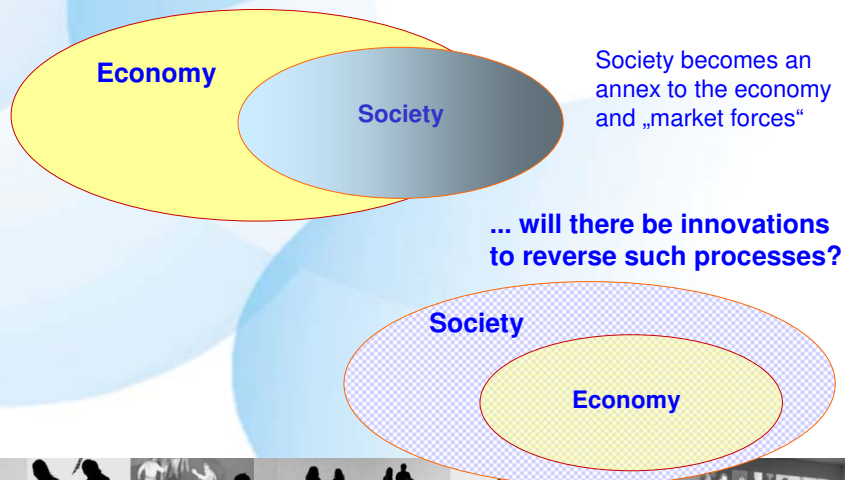 Economy
Society
Society becomes an
annex to the economy
and „market forces“
... will there be innovations
to reverse such processes?
Society
Economy